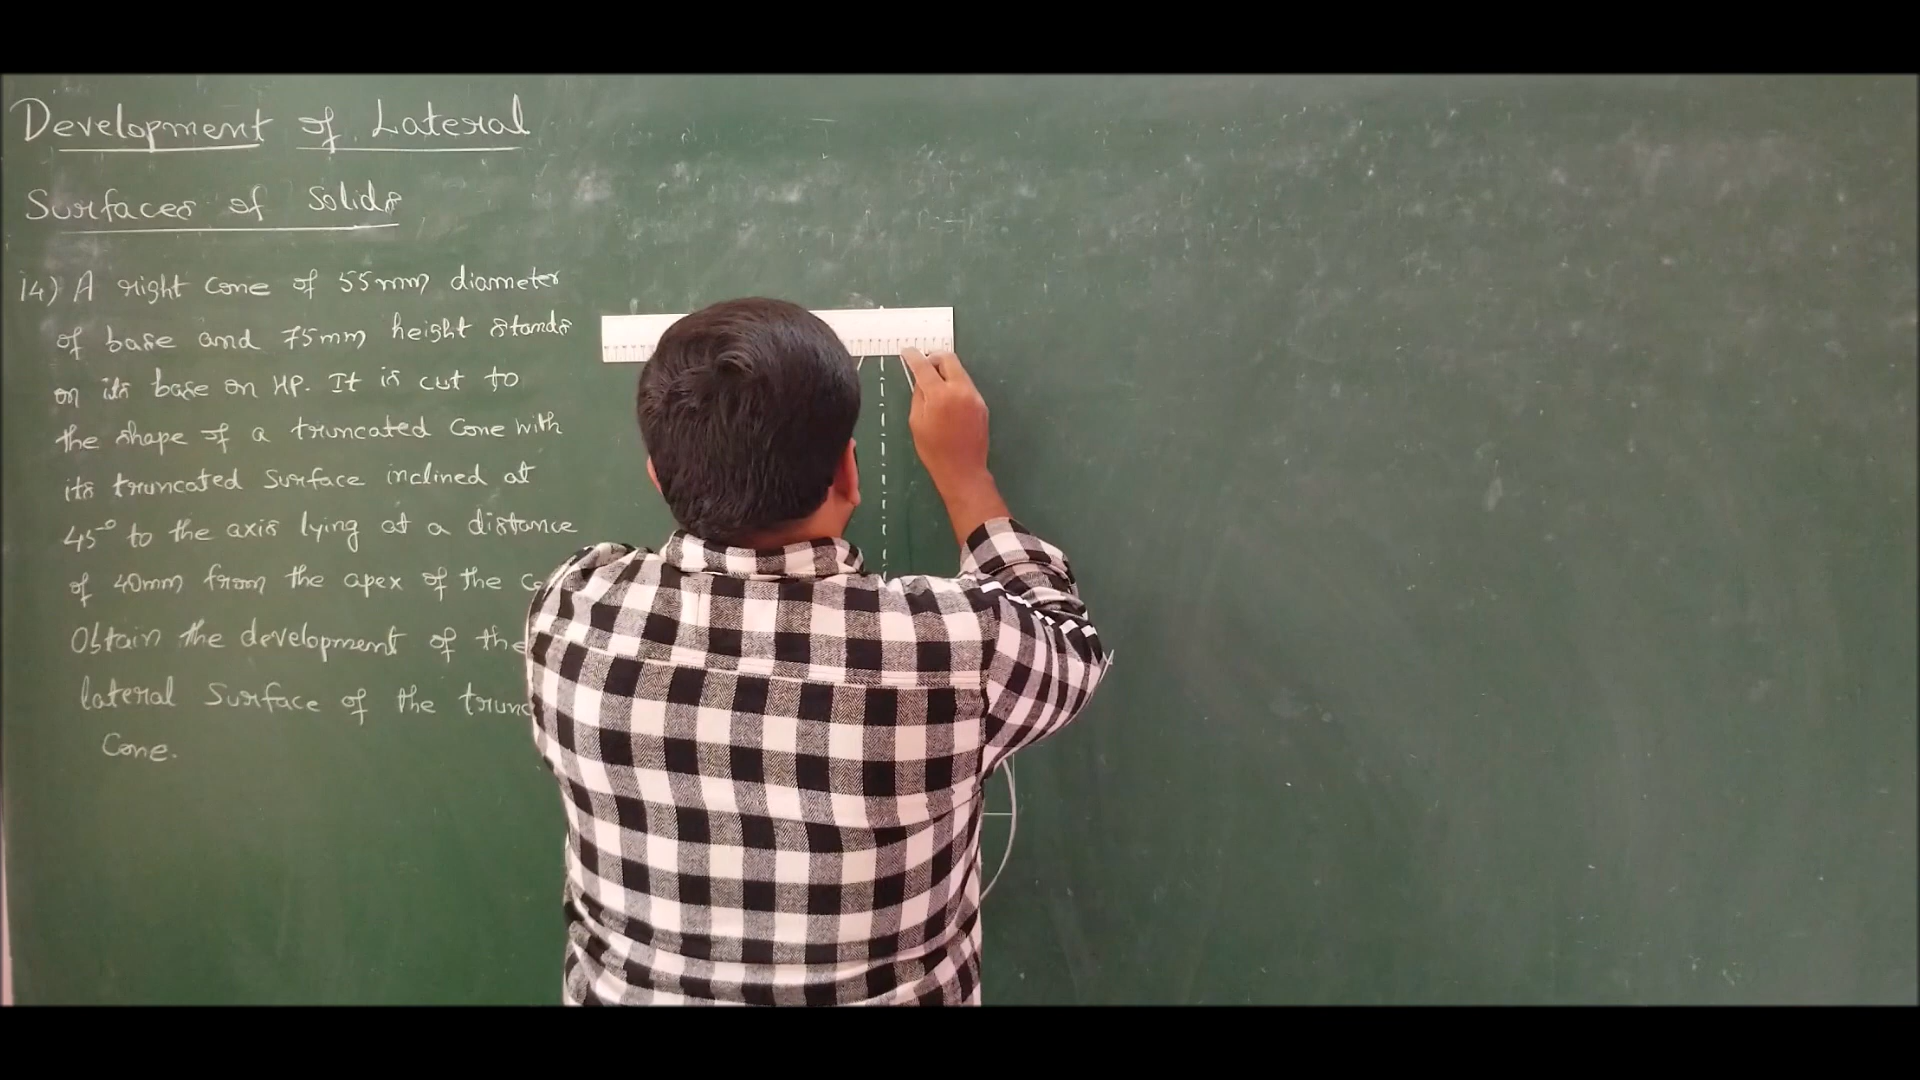 Development of Lateral
Surfaces of Solids
14) A right cone of 55mm diameter
of base and 75mm height stands
on its base on HP. It is cut to
the shape of a truncated cone with
its truncated surface inclined at
45° to the axis lying at a distance
of 40mm from the apex of the
Obtain the development of the
lateral surface of the
Cone.